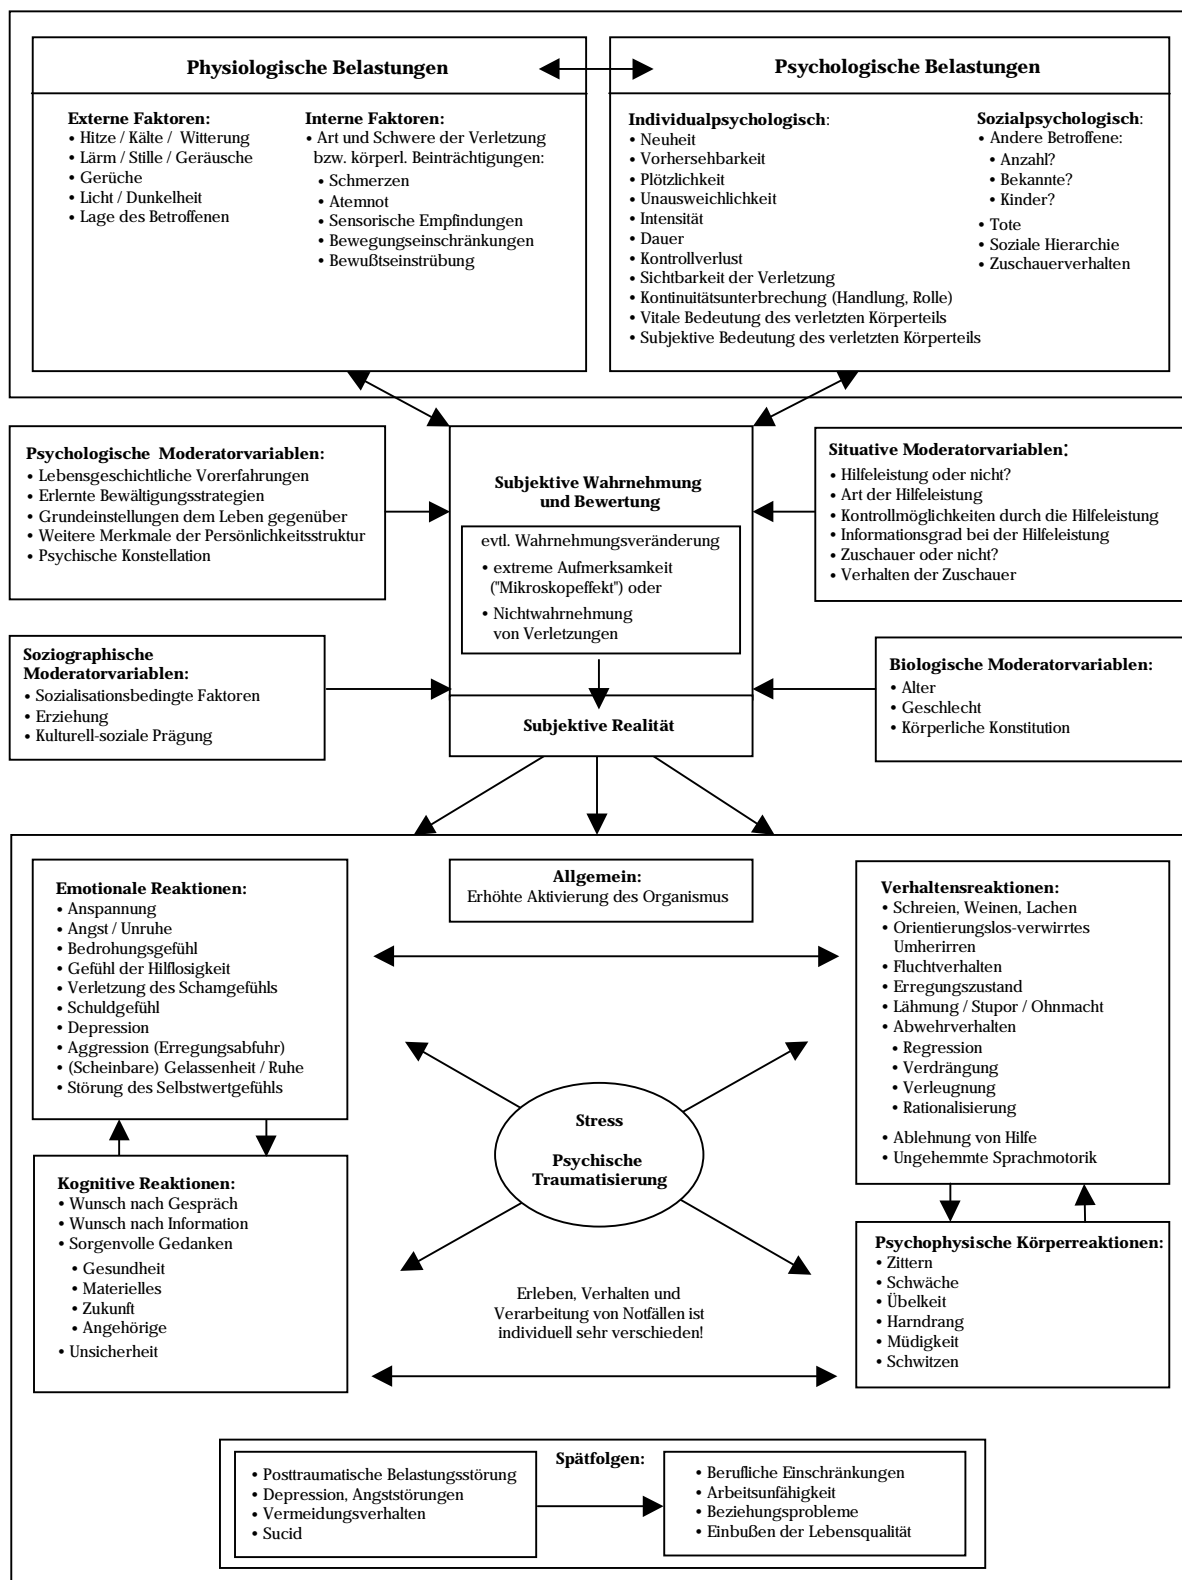 Physiologische Belastungen
Psychologische Belastungen
Externe Faktoren:
• Hitze / Kälte / Witterung
• Lärm / Stille / Geräusche
• Gerüche
• Licht / Dunkelheit
• Lage des Betroffenen
Interne Faktoren:
• Art und Schwere der Verletzung
bzw. körperl. Beinträchtigungen:
• Schmerzen
• Atemnot
• Sensorische Empfindungen
• Bewegungseinschränkungen
• Bewußtseinstrübung
Individualpsychologisch:
• Neuheit
• Vorhersehbarkeit
• Plötzlichkeit
• Unausweichlichkeit
• Intensität
• Dauer
• Kontrollverlust
• Sichtbarkeit der Verletzung
• Kontinuitätsunterbrechung (Handlung, Rolle)
• Vitale Bedeutung des verletzten Körperteils
• Subjektive Bedeutung des verletzten Körperteils
Sozialpsychologisch:
• Andere Betroffene:
• Anzahl?
• Bekannte?
• Kinder?
• Tote
• Soziale Hierarchie
• Zuschauerverhalten
Psychologische Moderatorvariablen:
• Lebensgeschichtliche Vorerfahrungen
• Erlernte Bewältigungsstrategien
• Grundeinstellungen dem Leben gegenüber
• Weitere Merkmale der Persönlichkeitsstruktur
• Psychische Konstellation
Subjektive Wahrnehmung
und Bewertung
evtl. Wahrnehmungsveränderung
• extreme Aufmerksamkeit
("Mikroskopeffekt") oder
• Nichtwahrnehmung
von Verletzungen
Subjektive Realität
Situative Moderatorvariablen:
• Hilfeleistung oder nicht?
• Art der Hilfeleistung
• Kontrollmöglichkeiten durch die Hilfeleistung
• Informationsgrad bei der Hilfeleistung
• Zuschauer oder nicht?
• Verhalten der Zuschauer
Soziographische
Moderatorvariablen:
• Sozialisationsbedingte Faktoren
• Erziehung
• Kulturell-soziale Prägung
Biologische Moderatorvariablen:
• Alter
• Geschlecht
• Körperliche Konstitution
Emotionale Reaktionen:
• Anspannung
• Angst / Unruhe
• Bedrohungsgefühl
• Gefühl der Hilflosigkeit
• Verletzung des Schamgefühls
• Schuldgefühl
• Depression
• Aggression (Erregungsabfuhr)
• (Scheinbare) Gelassenheit / Ruhe
• Störung des Selbstwertgefühls
Allgemein:
Erhöhte Aktivierung des Organismus
Verhaltensreaktionen:
• Schreien, Weinen, Lachen
• Orientierungslos-verwirrtes
Umherirren
• Fluchtverhalten
• Erregungszustand
• Lähmung / Stupor / Ohnmacht
• Abwehrverhalten
• Regression
• Verdrängung
• Verleugnung
• Rationalisierung
• Ablehnung von Hilfe
• Ungehemmte Sprachmotorik
Stress
Psychische
Traumatisierung
Kognitive Reaktionen:
• Wunsch nach Gespräch
• Wunsch nach Information
• Sorgenvolle Gedanken
• Gesundheit
• Materielles
• Zukunft
• Angehörige
• Unsicherheit
Erleben, Verhalten und
Verarbeitung von Notfällen ist
individuell sehr verschieden!
Psychophysische Körperreaktionen:
• Zittern
• Schwäche
• Übelkeit
• Harndrang
• Müdigkeit
• Schwitzen
Spätfolgen:
• Posttraumatische Belastungsstörung
• Depression, Angststörungen
• Vermeidungsverhalten
• Sucid
• Berufliche Einschränkungen
• Arbeitsunfähigkeit
• Beziehungsprobleme
• Einbußen der Lebensqualität